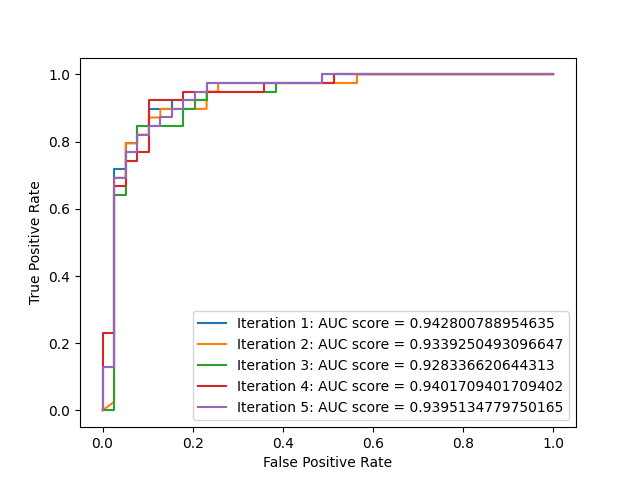 1.0
0.8
0.6
0.4
0.2
0.0
True Positive Rate
Iteration 1: AUC score = 0.942800788954635
Iteration 2: AUC score = 0.9339250493096647
Iteration 3: AUC score = 0.928336620644313
Iteration 4: AUC score = 0.9401709401709402
Iteration 5: AUC score = 0.9395134779750165
0.0 0.2 0.4 0.6 0.8 1.0
False Positive Rate